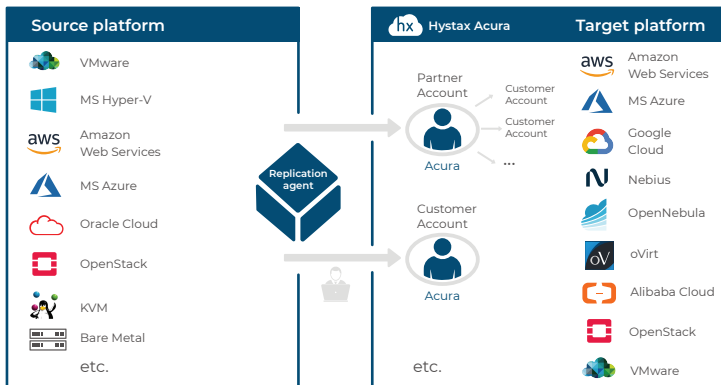 Source platform
VMware
MS Hyper-V
aws
Amazon
Web Services
MS Azure
Oracle Cloud
OpenStack
KVM
Bare Metal
etc.
Replication
agent
hx
Hystax Acura
Target platform
Partner
Account
Customer
Account
Customer
Account
...
Acura
Customer
Account
Acura
etc.
aws
Amazon
Web Services
MS Azure
Google
Cloud
Nebius
OpenNebula
oV
oVirt
Alibaba Cloud
OpenStack
VMware